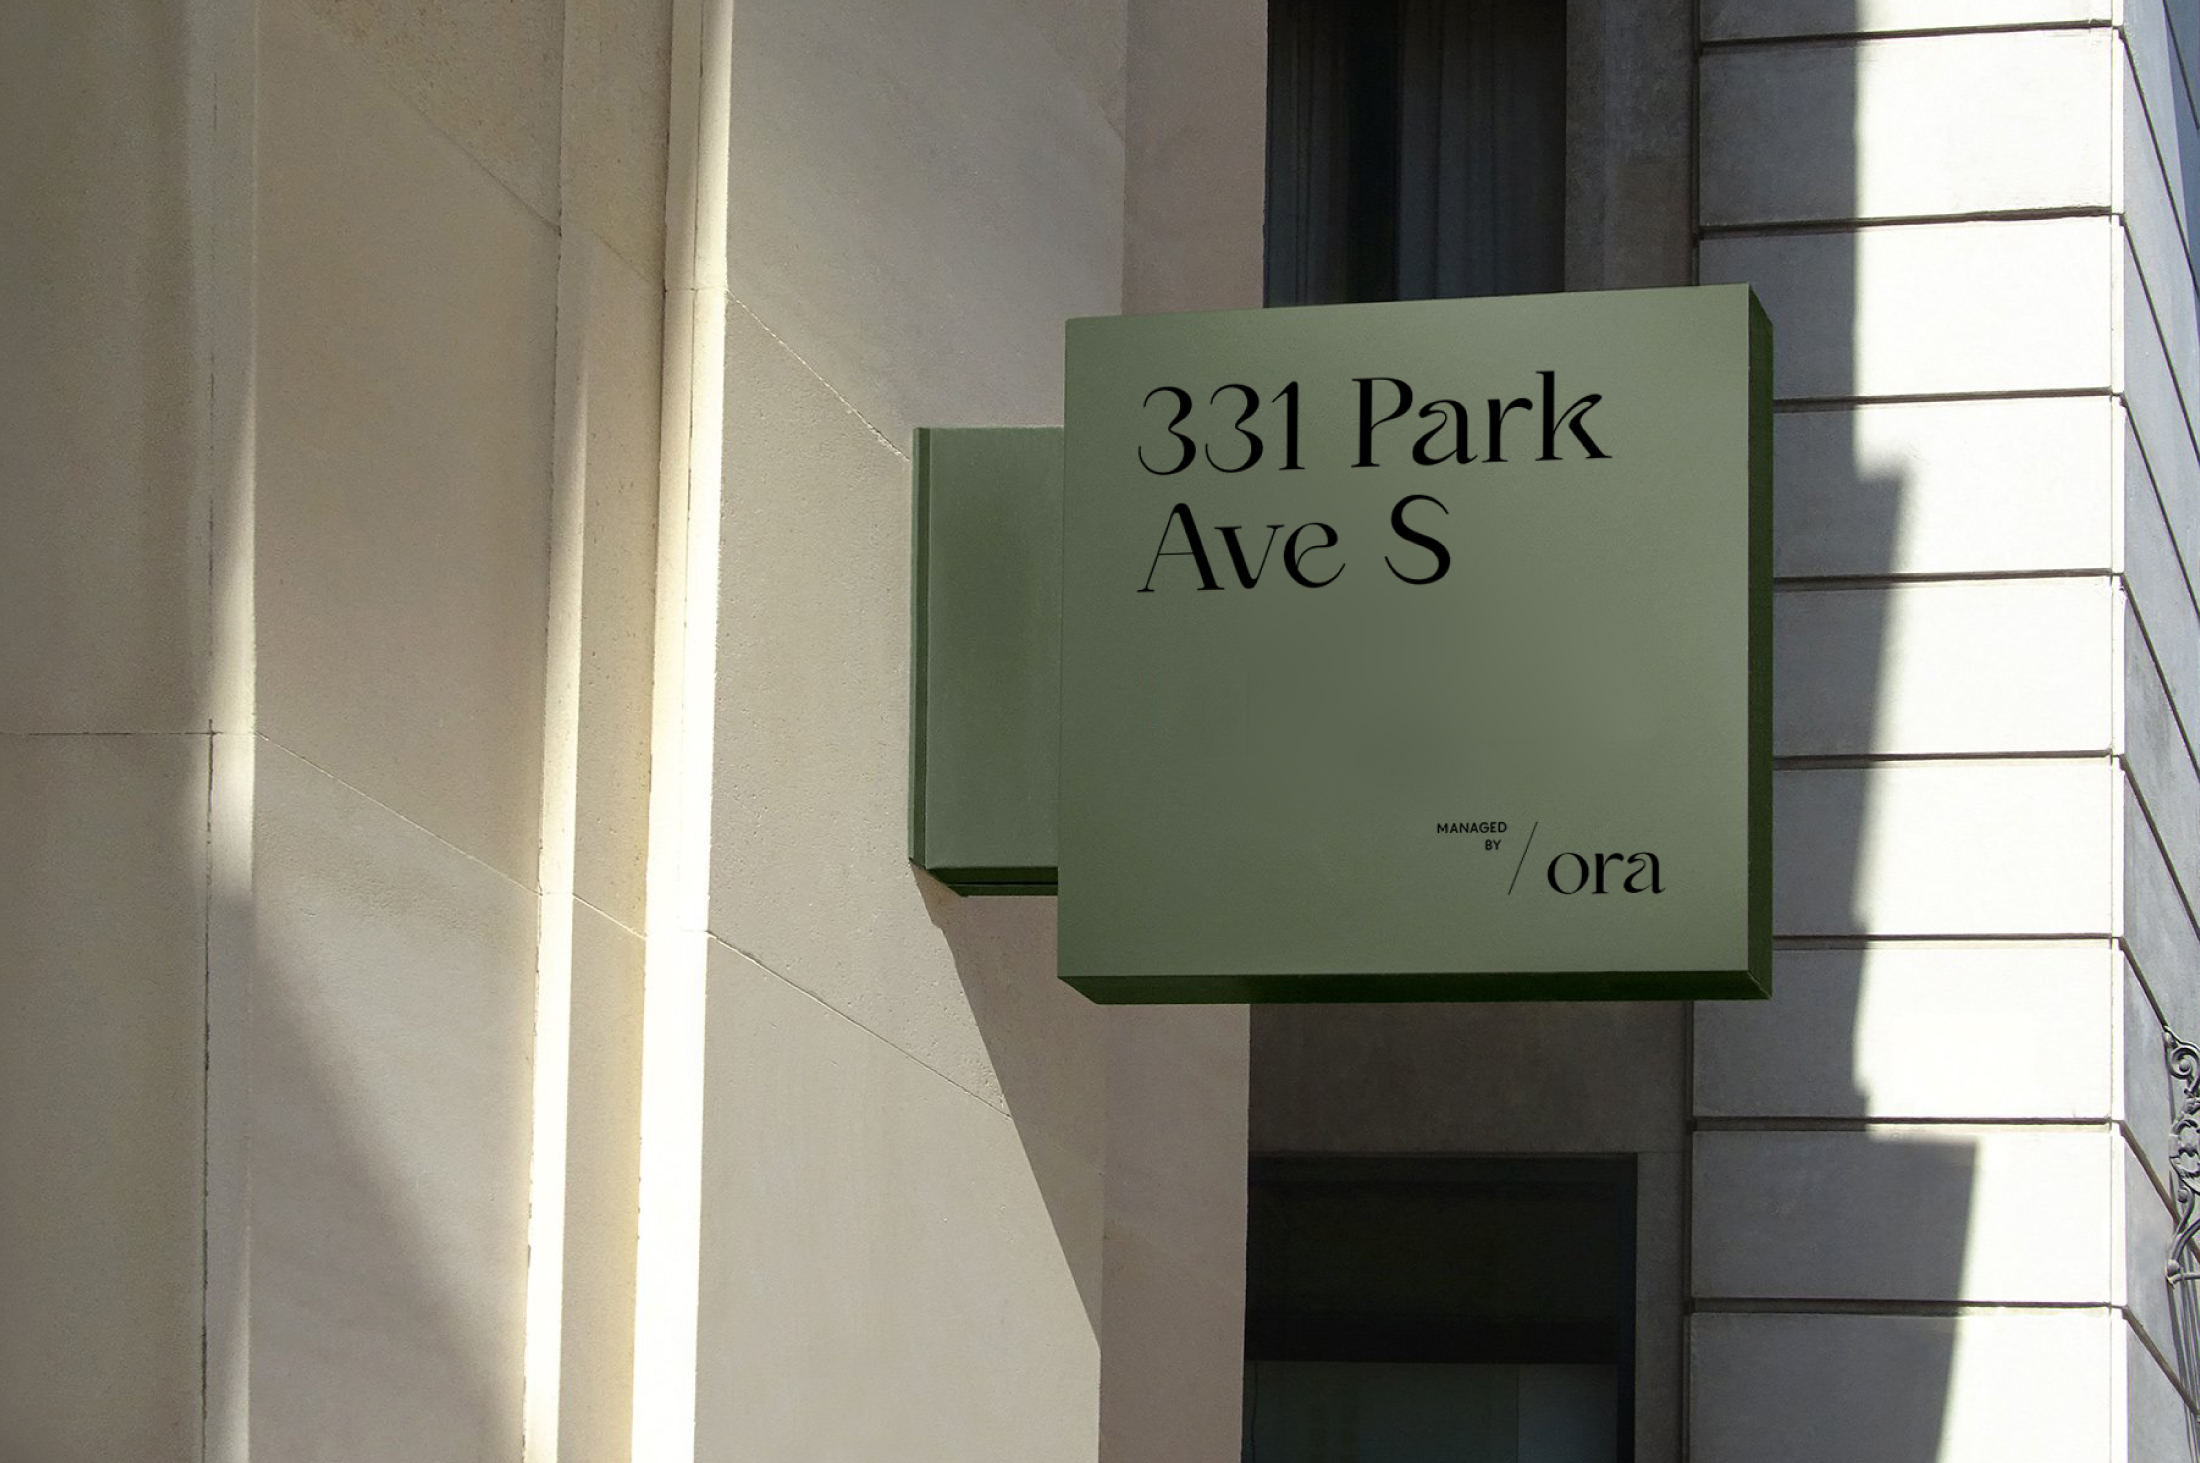 331 Park
Ave S
MANAGED
BY
/ora